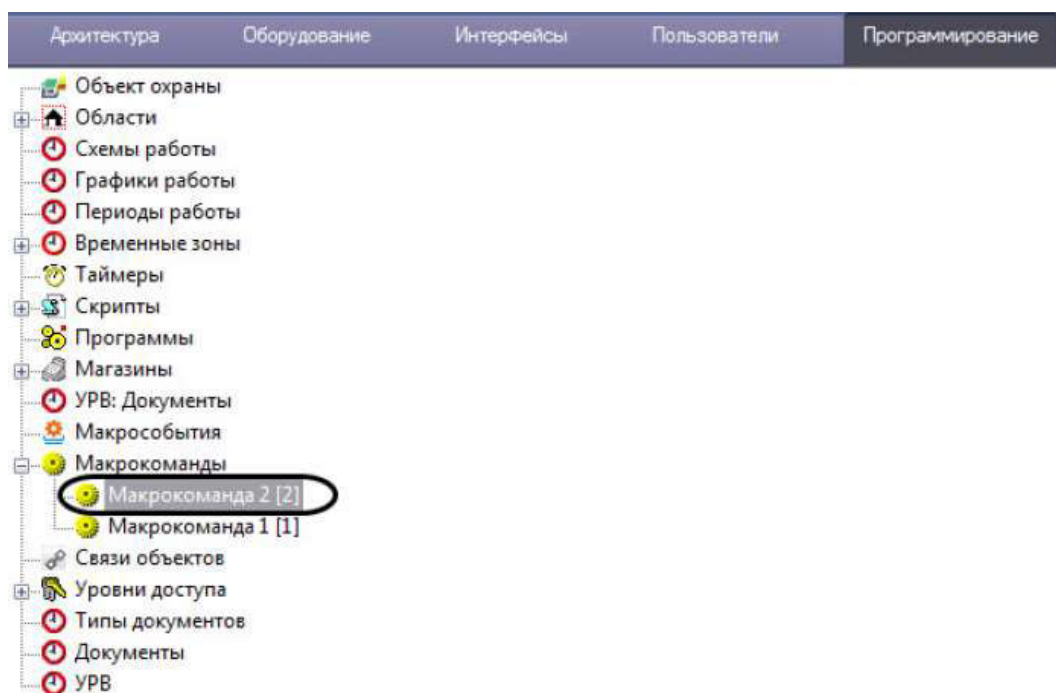 Архитектура Оборудование Интерфейсы Пользователи Программирование
Объект охраны
Области
Схемы работы
Графики работы
Периоды работы
Временные зоны
Таймеры
Скрипты
Программы
Магазины
УРВ: Документы
Макрособытия
Макрокоманды
Макрокоманда 2 [2]
Макрокоманда 1 [1]
Связи объектов
Уровни доступа
Типы документов
Документы
УРВ